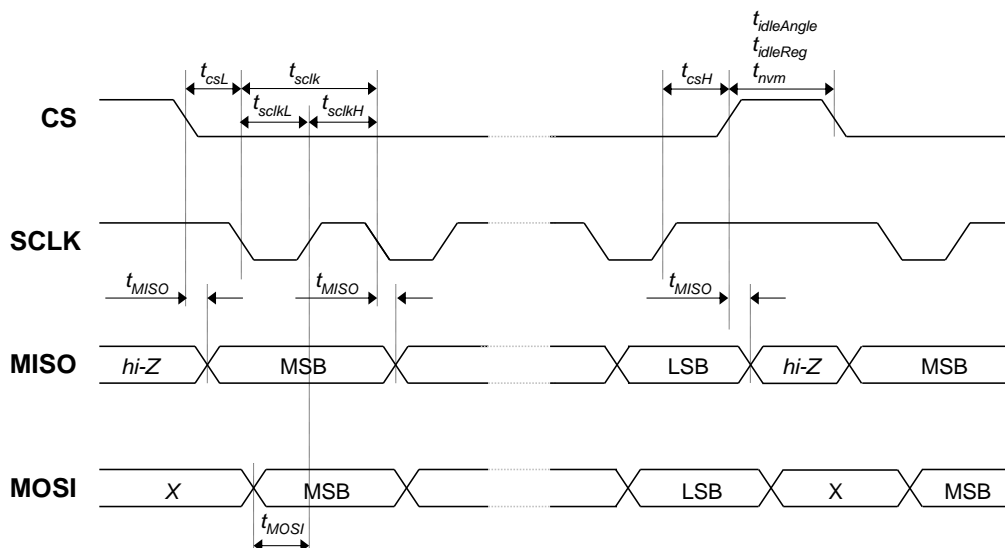 t_idleAngle
t_idleReg
t_csL t_sclk t_csH t_nvm
t_sclkL t_sclkH
CS
SCLK
t_MISO t_MISO t_MISO
MISO hi-Z MSB LSB hi-Z MSB
MOSI X MSB LSB X MSB
t_MOSI